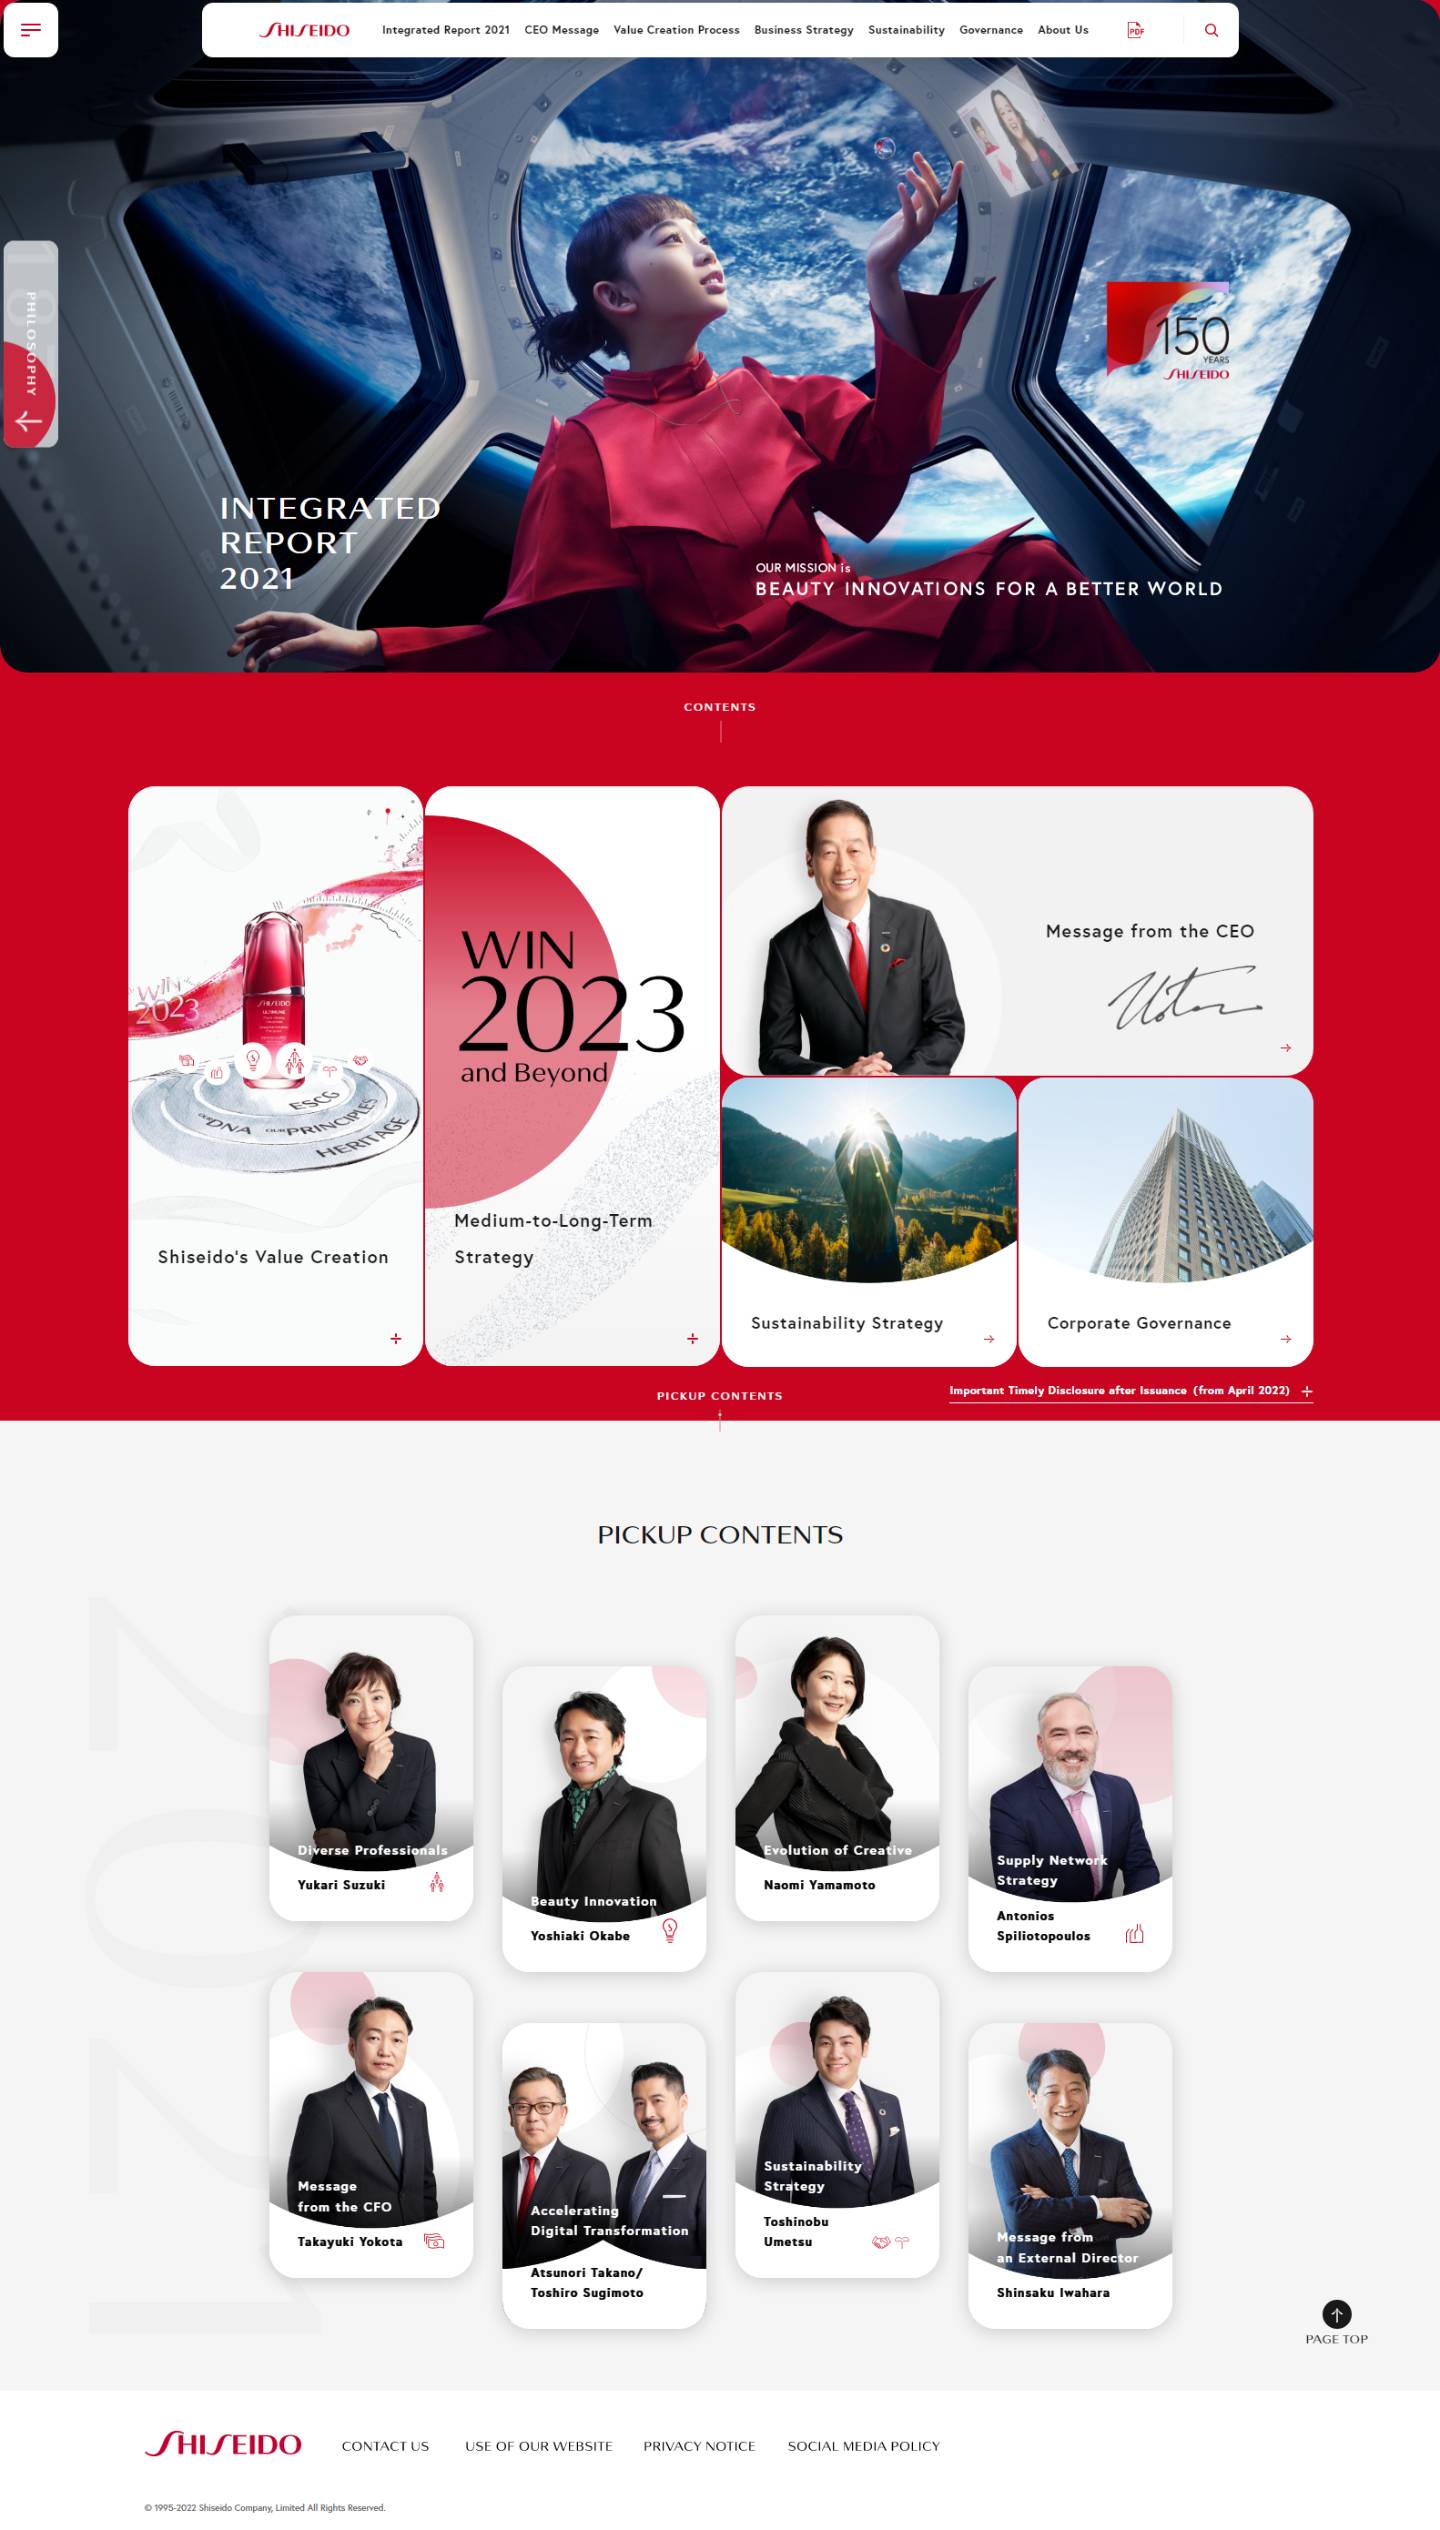 SHISEIDO
Integrated Report 2021
CEO Message
Value Creation Process
Business Strategy
Sustainability
Governance
About Us
PDF
PHILOSOPHY
150
YEARS
SHISEIDO
INTEGRATED
REPORT
2021
OUR MISSION is
BEAUTY INNOVATIONS FOR A BETTER WORLD
CONTENTS
WIN
2023
SHISEIDO
ULTIMUNE
ESCG
OUR DNA
OUR PRINCIPLES
HERITAGE
Shiseido's Value Creation
WIN
2023
and Beyond
Medium-to-Long-Term
Strategy
Message from the CEO
Sustainability Strategy
Corporate Governance
Important Timely Disclosure after Issuance (from April 2022)
PICKUP CONTENTS
PICKUP CONTENTS
2021
Diverse Professionals
Yukari Suzuki
Beauty Innovation
Yoshiaki Okabe
Evolution of Creative
Naomi Yamamoto
Supply Network
Strategy
Antonios
Spiliotopoulos
Message
from the CFO
Takayuki Yokota
Accelerating
Digital Transformation
Atsunori Takano/
Toshiro Sugimoto
Sustainability
Strategy
Toshinobu
Umetsu
Message from
an External Director
Shinsaku Iwahara
PAGE TOP
SHISEIDO
CONTACT US
USE OF OUR WEBSITE
PRIVACY NOTICE
SOCIAL MEDIA POLICY
© 1995-2022 Shiseido Company, Limited All Rights Reserved.